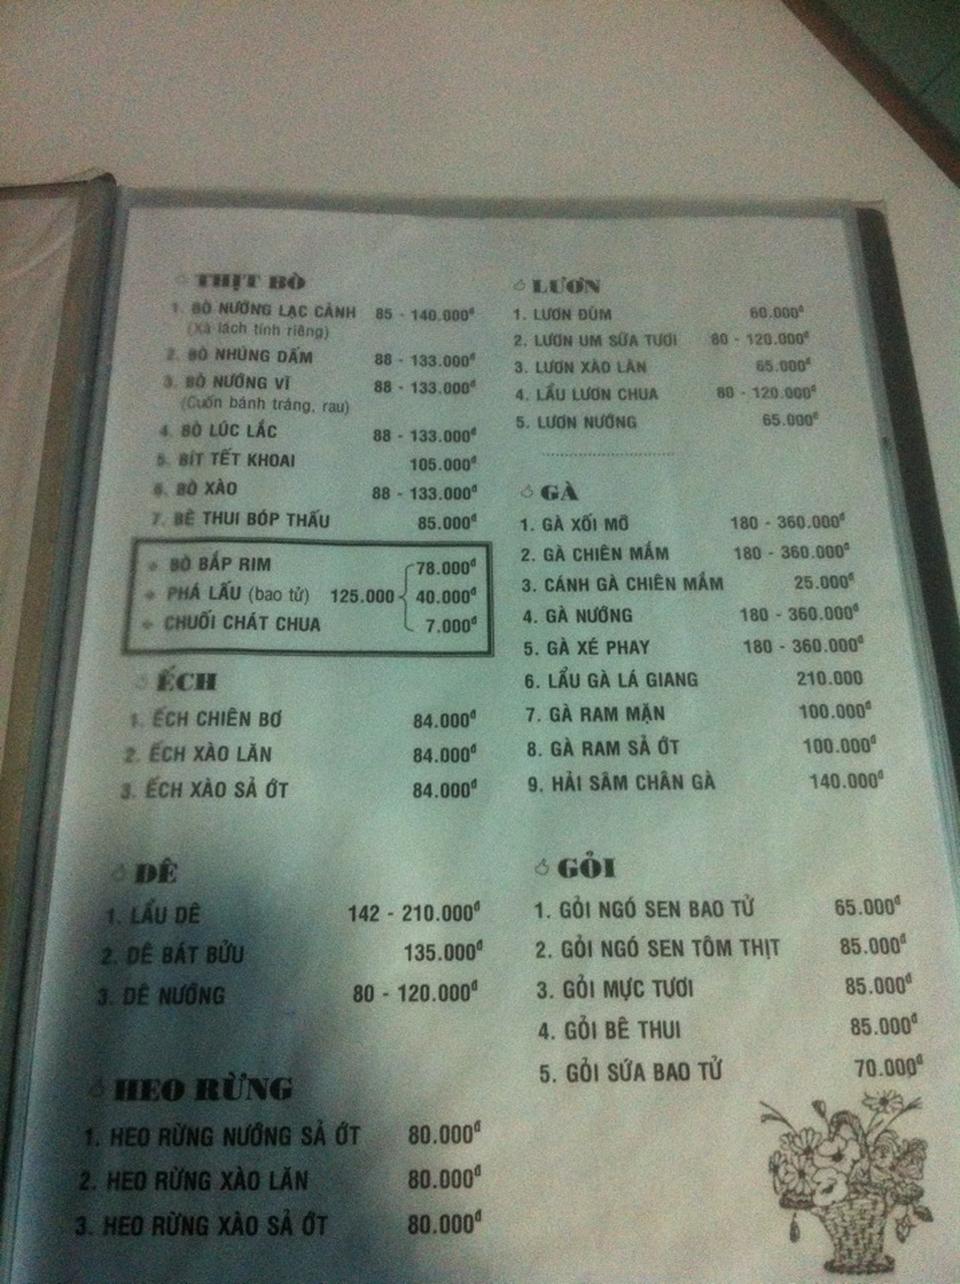 THỊT BÒ
1. BÒ NƯỚNG LẠC CẢNH 85 - 140.000đ
(Xà lách tính riêng)
2. BÒ NHÚNG DẤM 88 - 133.000đ
3. BÒ NƯỚNG VĨ 88 - 133.000đ
(Cuốn bánh tráng, rau)
4. BÒ LÚC LẮC 88 - 133.000đ
5. BÍT TẾT KHOAI 105.000đ
6. BÒ XÀO 88 - 133.000đ
7. BÊ THUI BÓP THẤU 85.000đ
BÒ BẮP RIM 78.000đ
PHÁ LẤU (bao tử) 125.000 40.000đ
CHUỐI CHÁT CHUA 7.000đ
ẾCH
1. ẾCH CHIÊN BƠ 84.000đ
2. ẾCH XÀO LĂN 84.000đ
3. ẾCH XÀO SẢ ỚT 84.000đ
DÊ
1. LẨU DÊ 142 - 210.000đ
2. DÊ BÁT BỬU 135.000đ
3. DÊ NƯỚNG 80 - 120.000đ
HEO RỪNG
1. HEO RỪNG NƯỚNG SẢ ỚT 80.000đ
2. HEO RỪNG XÀO LĂN 80.000đ
3. HEO RỪNG XÀO SẢ ỚT 80.000đ
LƯƠN
1. LƯƠN ĐÙM 60.000đ
2. LƯƠN UM SỮA TƯƠI 80 - 120.000đ
3. LƯƠN XÀO LĂN 65.000đ
4. LẨU LƯƠN CHUA 80 - 120.000đ
5. LƯƠN NƯỚNG 65.000đ
GÀ
1. GÀ XỐI MỠ 180 - 360.000đ
2. GÀ CHIÊN MẮM 180 - 360.000đ
3. CÁNH GÀ CHIÊN MẮM 25.000đ
4. GÀ NƯỚNG 180 - 360.000đ
5. GÀ XÉ PHAY 180 - 360.000đ
6. LẨU GÀ LÁ GIANG 210.000
7. GÀ RAM MẶN 100.000đ
8. GÀ RAM SẢ ỚT 100.000đ
9. HẢI SÂM CHÂN GÀ 140.000đ
GỎI
1. GỎI NGÓ SEN BAO TỬ 65.000đ
2. GỎI NGÓ SEN TÔM THỊT 85.000đ
3. GỎI MỰC TƯƠI 85.000đ
4. GỎI BÊ THUI 85.000đ
5. GỎI SỨA BAO TỬ 70.000đ